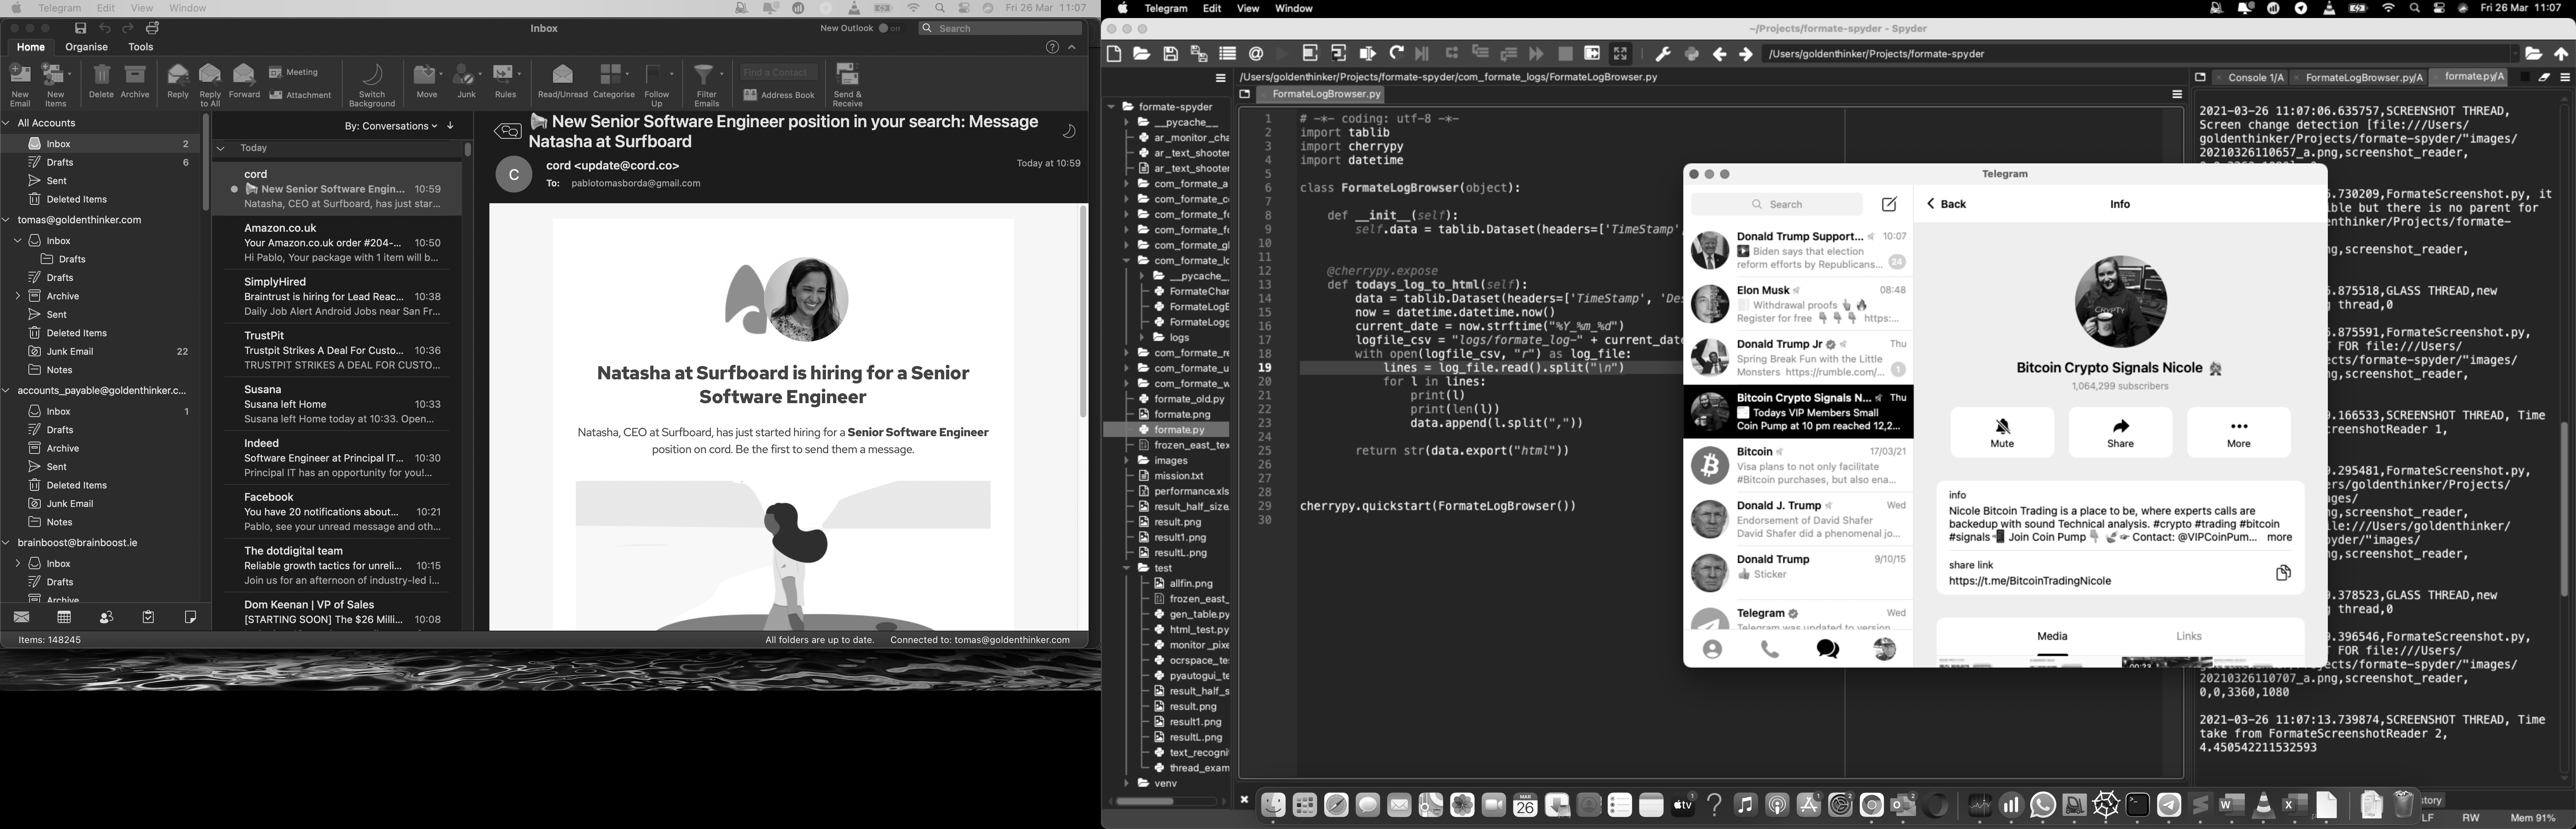 Telegram Edit View Window
Fri 26 Mar 11:07
Inbox
New Outlook
Search
Home Organise Tools
New Email
New Items
Delete
Archive
Reply
Reply to All
Forward
Meeting
Attachment
Switch Background
Move
Junk
Rules
Read/Unread
Categorise
Follow Up
Filter Emails
Find a Contact
Address Book
Send & Receive
All Accounts
Inbox 2
Drafts 6
Sent
Deleted Items
tomas@goldenthinker.com
Inbox
Drafts
Drafts
Archive
Sent
Deleted Items
Junk Email 22
Notes
accounts_payable@goldenthinker.c...
Inbox 1
Drafts
Archive
Sent
Deleted Items
Junk Email
Notes
brainboost@brainboost.ie
Inbox
Drafts
Archive
Items: 148245
By: Conversations
Today
cord
New Senior Software Engin... 10:59
Natasha, CEO at Surfboard, has just star...
Amazon.co.uk
Your Amazon.co.uk order #204-... 10:50
Hi Pablo, Your package with 1 item will b...
SimplyHired
Braintrust is hiring for Lead Reac... 10:38
Daily Job Alert Android Jobs near San Fr...
TrustPit
Trustpit Strikes A Deal For Custo... 10:36
TRUSTPIT STRIKES A DEAL FOR CUSTO...
Susana
Susana left Home 10:33
Susana left Home today at 10:33. Open...
Indeed
Software Engineer at Principal IT... 10:30
Principal IT has an opportunity for you!...
Facebook
You have 20 notifications about... 10:21
Pablo, see your unread message and oth...
The dotdigital team
Reliable growth tactics for unreli... 10:15
Join us for an afternoon of industry-led i...
Dom Keenan | VP of Sales
[STARTING SOON] The $26 Milli... 10:08
New Senior Software Engineer position in your search: Message
Natasha at Surfboard
C
cord <update@cord.co>
To: pablotomasborda@gmail.com
Today at 10:59
Natasha at Surfboard is hiring for a Senior
Software Engineer
Natasha, CEO at Surfboard, has just started hiring for a Senior Software Engineer
position on cord. Be the first to send them a message.
All folders are up to date. Connected to: tomas@goldenthinker.com
Telegram Edit View Window
Fri 26 Mar 11:07
~/Projects/formate-spyder - Spyder
/Users/goldenthinker/Projects/formate-spyder
/Users/goldenthinker/Projects/formate-spyder/com_formate_logs/FormateLogBrowser.py
FormateLogBrowser.py
formate-spyder
__pycache__
ar_monitor_cha
ar_text_shooter
ar_text_shooter
com_formate_a
com_formate_c
com_formate_fo
com_formate_fo
com_formate_gl
com_formate_lo
__pycache_
FormateChar
FormateLogB
FormateLogg
logs
com_formate_re
com_formate_u
com_formate_w
formate_old.py
formate.png
formate.py
frozen_east_tex
images
mission.txt
performance.xls
result_half_size
result.png
result1.png
resultL.png
test
allfin.png
frozen_east_
gen_table.py
html_test.py
monitor_pixe
ocrspace_te
pyautogui_te
result_half_s
result.png
result1.png
resultL.png
text_recogni
thread_exam
venv
1 # -*- coding: utf-8 -*-
2 import tablib
3 import cherrypy
4 import datetime
5
6 class FormateLogBrowser(object):
7
8 def __init__(self):
9 self.data = tablib.Dataset(headers=['TimeStamp'
10
11
12 @cherrypy.expose
13 def todays_log_to_html(self):
14 data = tablib.Dataset(headers=['TimeStamp', 'De
15 now = datetime.datetime.now()
16 current_date = now.strftime("%Y_%m_%d")
17 logfile_csv = "logs/formate_log-" + current_dat
18 with open(logfile_csv, "r") as log_file:
19 lines = log_file.read().split("\n")
20 for l in lines:
21 print(l)
22 print(len(l))
23 data.append(l.split(","))
24
25 return str(data.export("html"))
26
27
28
29 cherrypy.quickstart(FormateLogBrowser())
30
Telegram
Search
Donald Trump Support... 10:07
Biden says that election
reform efforts by Republicans... 24
Elon Musk 08:48
Withdrawal proofs
Register for free https:...
Donald Trump Jr Thu
Spring Break Fun with the Little
Monsters https://rumble.com/... 1
Bitcoin Crypto Signals N... Thu
Todays VIP Members Small
Coin Pump at 10 pm reached 12,2...
Bitcoin 17/03/21
Visa plans to not only facilitate
#Bitcoin purchases, but also ena...
Donald J. Trump Wed
Endorsement of David Shafer
David Shafer did a phenomenal jo...
Donald Trump 9/10/15
Sticker
Telegram Wed
Telegram was updated to version
Back
Info
CRYPTY
Bitcoin Crypto Signals Nicole
1,064,299 subscribers
Mute
Share
More
info
Nicole Bitcoin Trading is a place to be, where experts calls are
backedup with sound Technical analysis. #crypto #trading #bitcoin
#signals Join Coin Pump Contact: @VIPCoinPum... more
share link
https://t.me/BitcoinTradingNicole
Media Links
00:23
Console 1/A FormateLogBrowser.py/A formate.py/A
2021-03-26 11:07:06.635757,SCREENSHOT THREAD,
Screen change detection [file:///Users/
goldenthinker/Projects/formate-spyder/"images/
20210326110657_a.png,screenshot_reader,
6.730209,FormateScreenshot.py, it
ible but there is no parent for
enthinker/Projects/formate-
png,screenshot_reader,
6.875518,GLASS THREAD,new
thread,0
6.875591,FormateScreenshot.py,
T FOR file:///Users/
jects/formate-spyder/"images/
png,screenshot_reader,
9.166533,SCREENSHOT THREAD, Time
creenshotReader 1,
9.295481,FormateScreenshot.py,
ers/goldenthinker/Projects/
images/
png,screenshot_reader,
ile:///Users/goldenthinker/
yder/"images/
png,screenshot_reader,
9.378523,GLASS THREAD,new
thread,0
9.396546,FormateScreenshot.py,
T FOR file:///Users/
jects/formate-spyder/"images/
20210326110707_a.png,screenshot_reader,
0,0,3360,1080
2021-03-26 11:07:13.739874,SCREENSHOT THREAD, Time
take from FormateScreenshotReader 2,
4.450542211532593
MAR
26
tv
story
LF RW Mem 91%